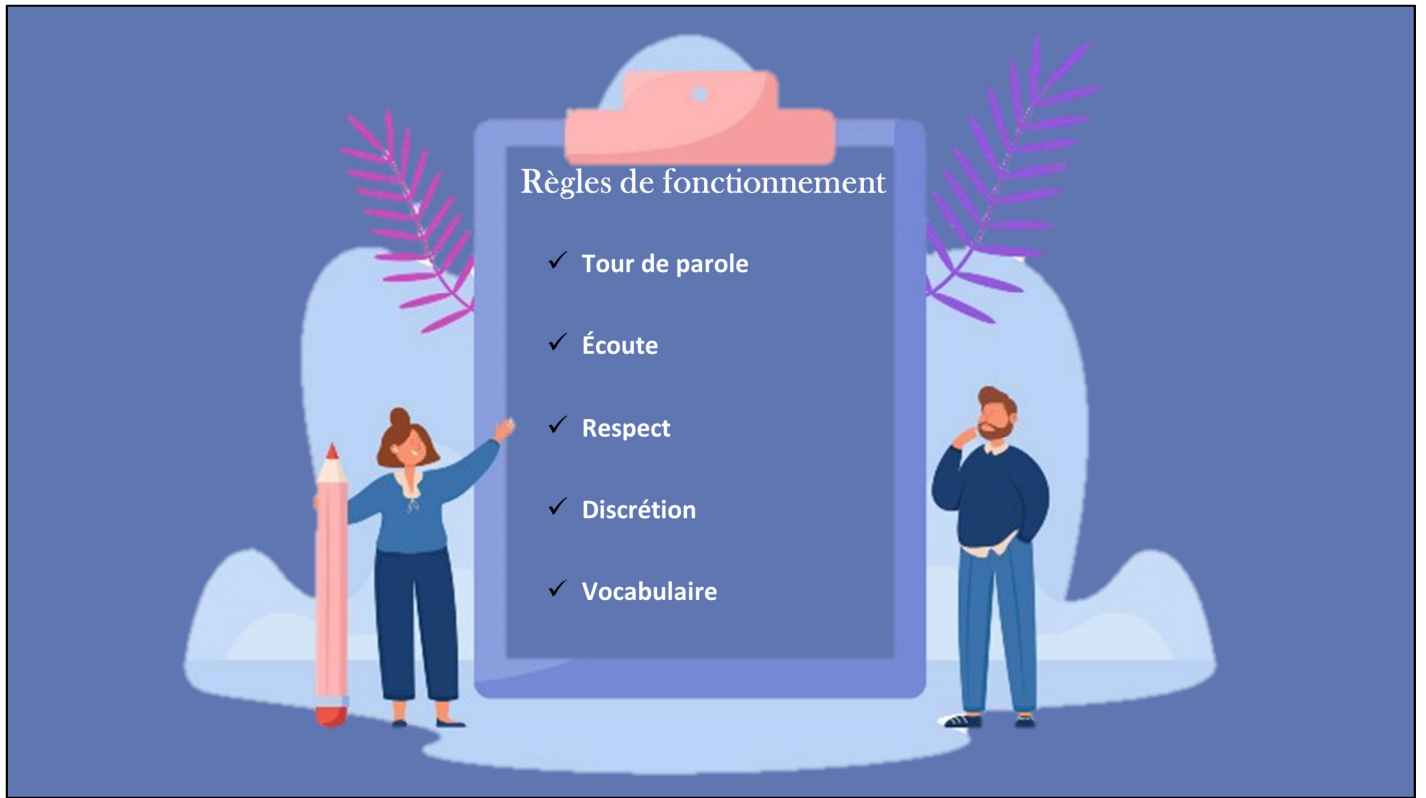 Règles de fonctionnement
✓ Tour de parole
✓ Écoute
✓ Respect
✓ Discrétion
✓ Vocabulaire